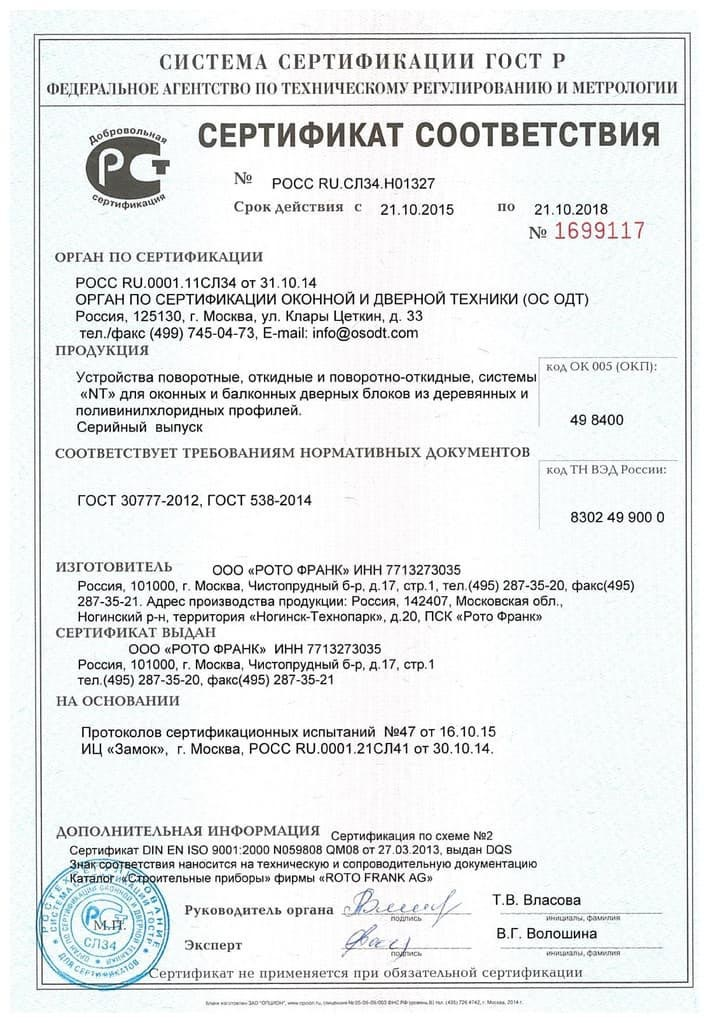 СИСТЕМА СЕРТИФИКАЦИИ ГОСТ Р
ФЕДЕРАЛЬНОЕ АГЕНТСТВО ПО ТЕХНИЧЕСКОМУ РЕГУЛИРОВАНИЮ И МЕТРОЛОГИИ
Добровольная
РСТ
сертификация
СЕРТИФИКАТ СООТВЕТСТВИЯ
№ РОСС RU.СЛ34.Н01327
Срок действия с 21.10.2015 по 21.10.2018
№ 1699117
ОРГАН ПО СЕРТИФИКАЦИИ
РОСС RU.0001.11СЛ34 от 31.10.14
ОРГАН ПО СЕРТИФИКАЦИИ ОКОННОЙ И ДВЕРНОЙ ТЕХНИКИ (ОС ОДТ)
Россия, 125130, г. Москва, ул. Клары Цеткин, д. 33
тел./факс (499) 745-04-73, E-mail: info@osodt.com
ПРОДУКЦИЯ
Устройства поворотные, откидные и поворотно-откидные, системы
«NT» для оконных и балконных дверных блоков из деревянных и
поливинилхлоридных профилей.
Серийный выпуск
код ОК 005 (ОКП):
49 8400
СООТВЕТСТВУЕТ ТРЕБОВАНИЯМ НОРМАТИВНЫХ ДОКУМЕНТОВ
ГОСТ 30777-2012, ГОСТ 538-2014
код ТН ВЭД России:
8302 49 900 0
ИЗГОТОВИТЕЛЬ ООО «РОТО ФРАНК» ИНН 7713273035
Россия, 101000, г. Москва, Чистопрудный б-р, д.17, стр.1, тел.(495) 287-35-20, факс(495)
287-35-21. Адрес производства продукции: Россия, 142407, Московская обл.,
Ногинский р-н, территория «Ногинск-Технопарк», д.20, ПСК «Рото Франк»
СЕРТИФИКАТ ВЫДАН
ООО «РОТО ФРАНК» ИНН 7713273035
Россия, 101000, г. Москва, Чистопрудный б-р, д.17, стр.1
тел.(495) 287-35-20, факс(495) 287-35-21
НА ОСНОВАНИИ
Протоколов сертификационных испытаний №47 от 16.10.15
ИЦ «Замок», г. Москва, РОСС RU.0001.21СЛ41 от 30.10.14.
ДОПОЛНИТЕЛЬНАЯ ИНФОРМАЦИЯ Сертификация по схеме №2
Сертификат DIN EN ISO 9001:2000 N059808 QM08 от 27.03.2013, выдан DQS
Знак соответствия наносится на техническую и сопроводительную документацию
Каталог «Строительные приборы» фирмы «ROTO FRANK AG»
М.П.
СЛ34
ДЛЯ СЕРТИФИКАТОВ
Руководитель органа
подпись
Т.В. Власова
инициалы, фамилия
Эксперт
подпись
В.Г. Волошина
инициалы, фамилия
Сертификат не применяется при обязательной сертификации